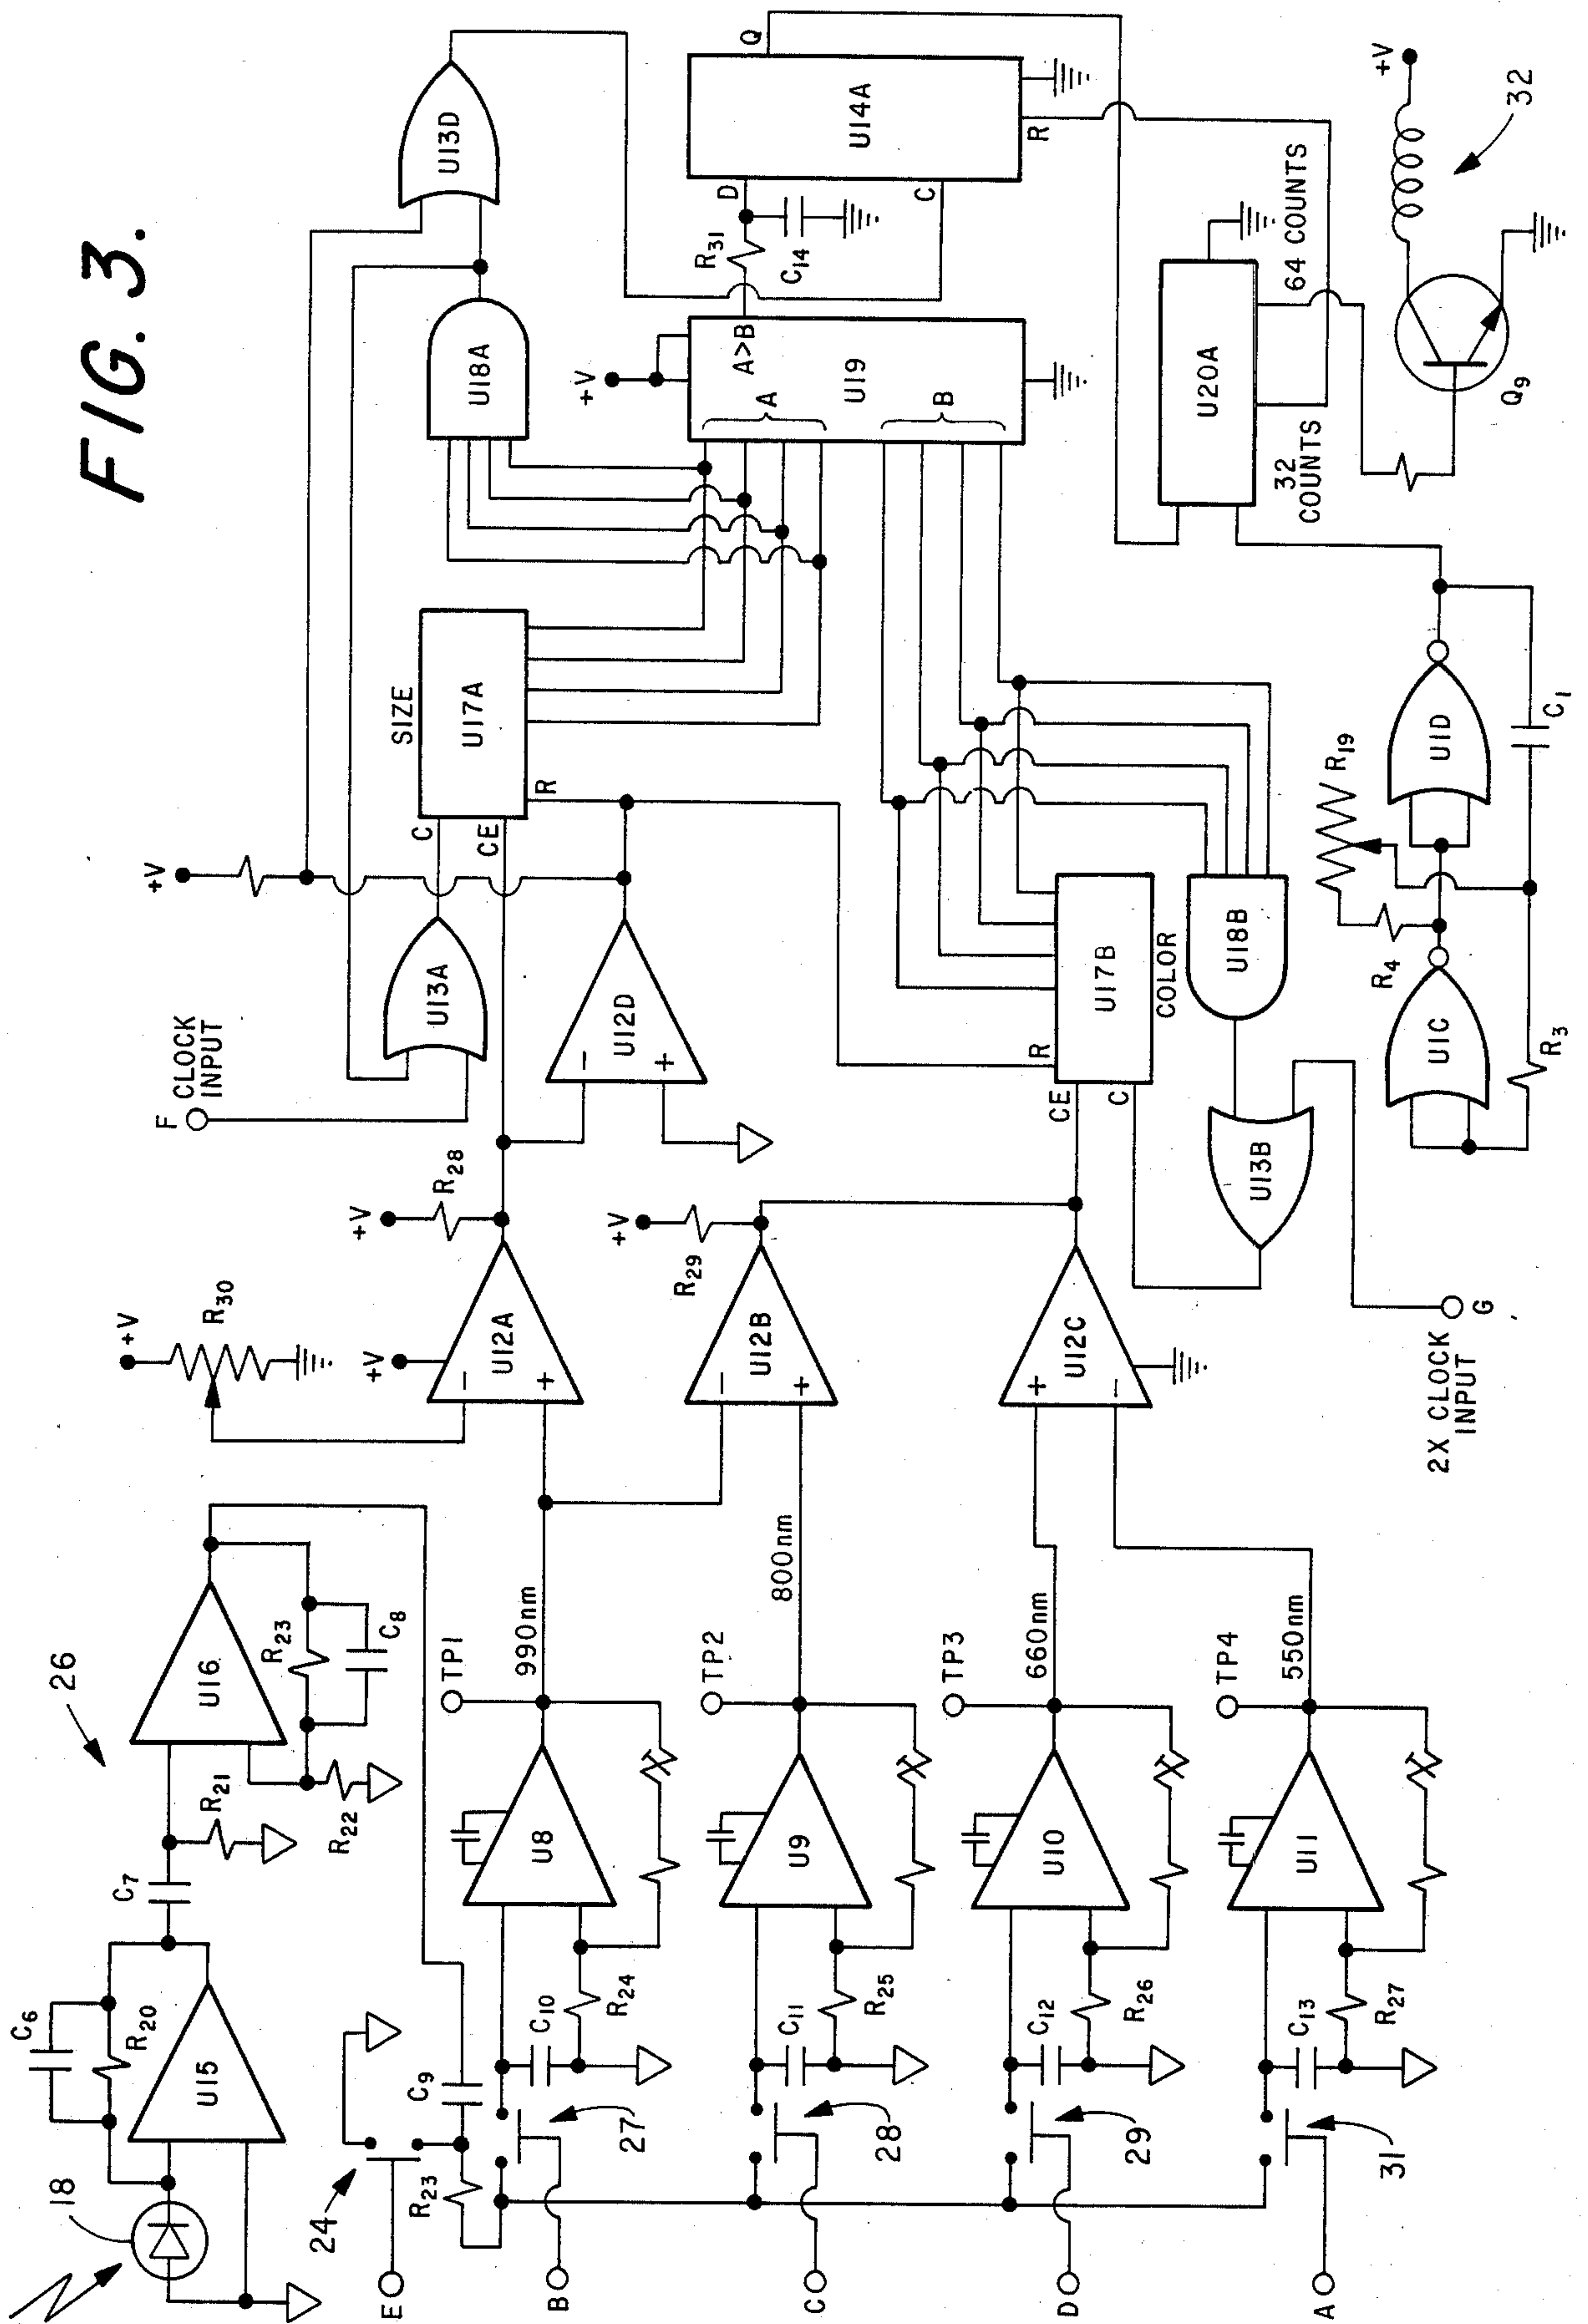 FIG. 3.
18
C6
R20
U15
C7
R21
R22
26
U16
R23
C8
+V
R30
24
R23
C9
E
B
27
C10
R24
U8
TP1
990nm
C
28
C11
R25
U9
TP2
800nm
D
29
C12
R26
U10
TP3
660nm
A
31
C13
R27
U11
TP4
550nm
+V
U12A
-
+
+V
R28
U12B
-
+
+V
R29
U12C
+
-
F CLOCK
INPUT
U13A
U12D
-
+
+V
C
CE
R
SIZE
U17A
U18A
U13D
+V
A>B
A
U19
B
R31
C14
D
C
U14A
Q
R
CE
C
R
U17B
COLOR
U18B
U13B
2X CLOCK
INPUT
G
U1C
R3
R4
R19
U1D
C1
U20A
32
COUNTS
64 COUNTS
Q9
+V
32